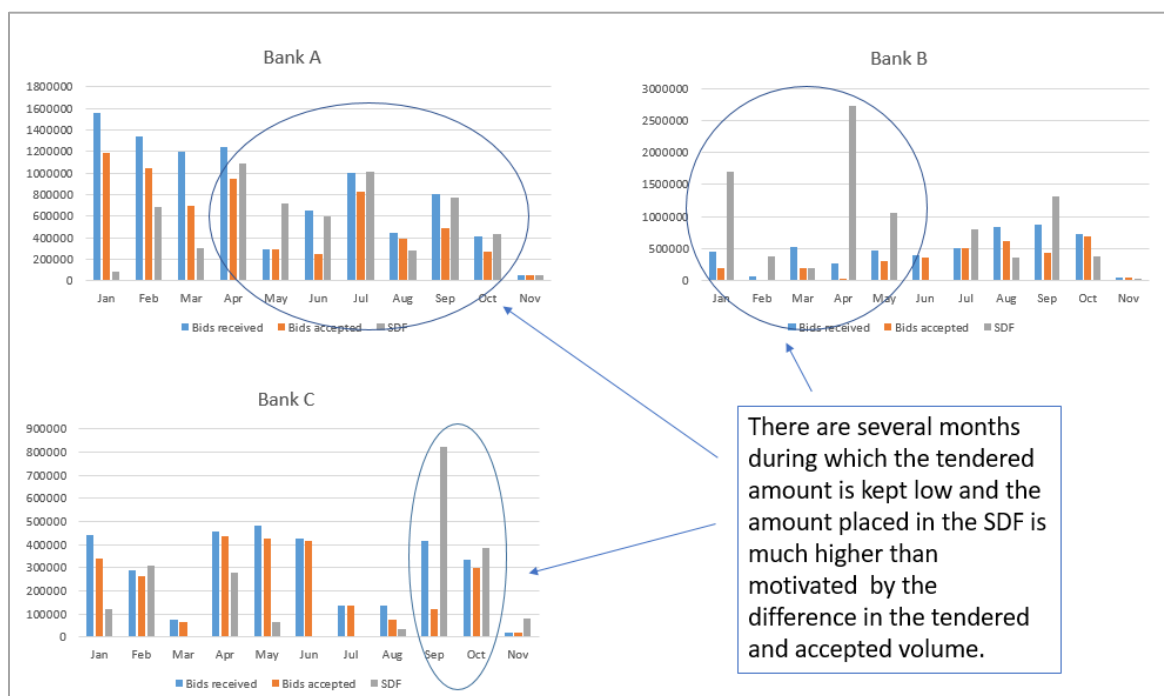 Bank A
1800000
1600000
1400000
1200000
1000000
800000
600000
400000
200000
0
Jan Feb Mar Apr May Jun Jul Aug Sep Oct Nov
Bids received Bids accepted SDF
Bank B
3000000
2500000
2000000
1500000
1000000
500000
0
Jan Feb Mar Apr May Jun Jul Aug Sep Oct Nov
Bids received Bids accepted SDF
Bank C
900000
800000
700000
600000
500000
400000
300000
200000
100000
0
Jan Feb Mar Apr May Jun Jul Aug Sep Oct Nov
Bids received Bids accepted SDF
There are several months
during which the tendered
amount is kept low and the
amount placed in the SDF is
much higher than
motivated by the
difference in the tendered
and accepted volume.